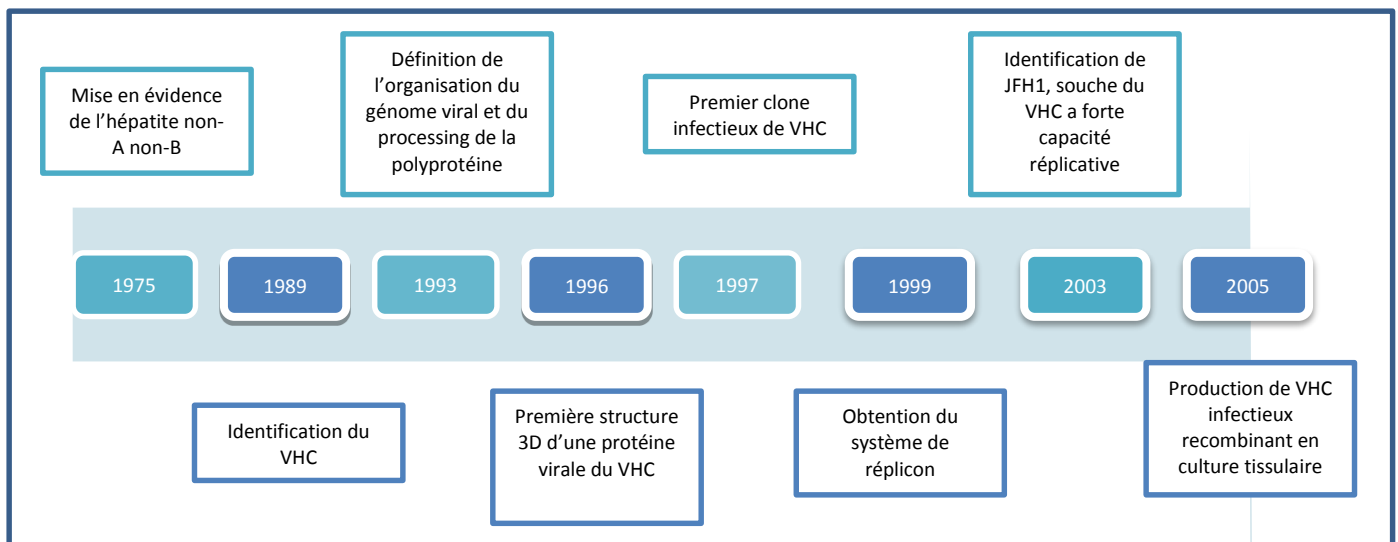 Mise en évidence
de l’hépatite non-
A non-B
Définition de
l’organisation du
génome viral et du
processing de la
polyprotéine
Premier clone
infectieux de VHC
Identification de
JFH1, souche du
VHC a forte
capacité
réplicative
1975
1989
1993
1996
1997
1999
2003
2005
Identification du
VHC
Première structure
3D d’une protéine
virale du VHC
Obtention du
système de
réplicon
Production de VHC
infectieux
recombinant en
culture tissulaire